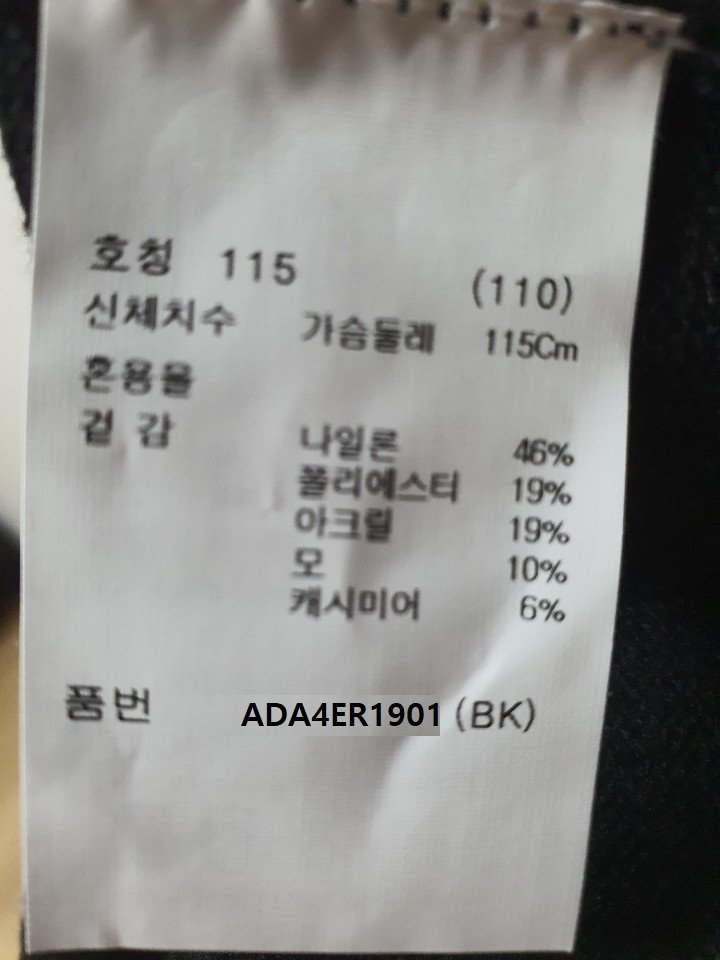 호칭 115 (110)
신체치수 가슴둘레 115Cm
혼용율
겉감
나일론 46%
폴리에스터 19%
아크릴 19%
모 10%
캐시미어 6%
품번 ADA4ER1901 (BK)